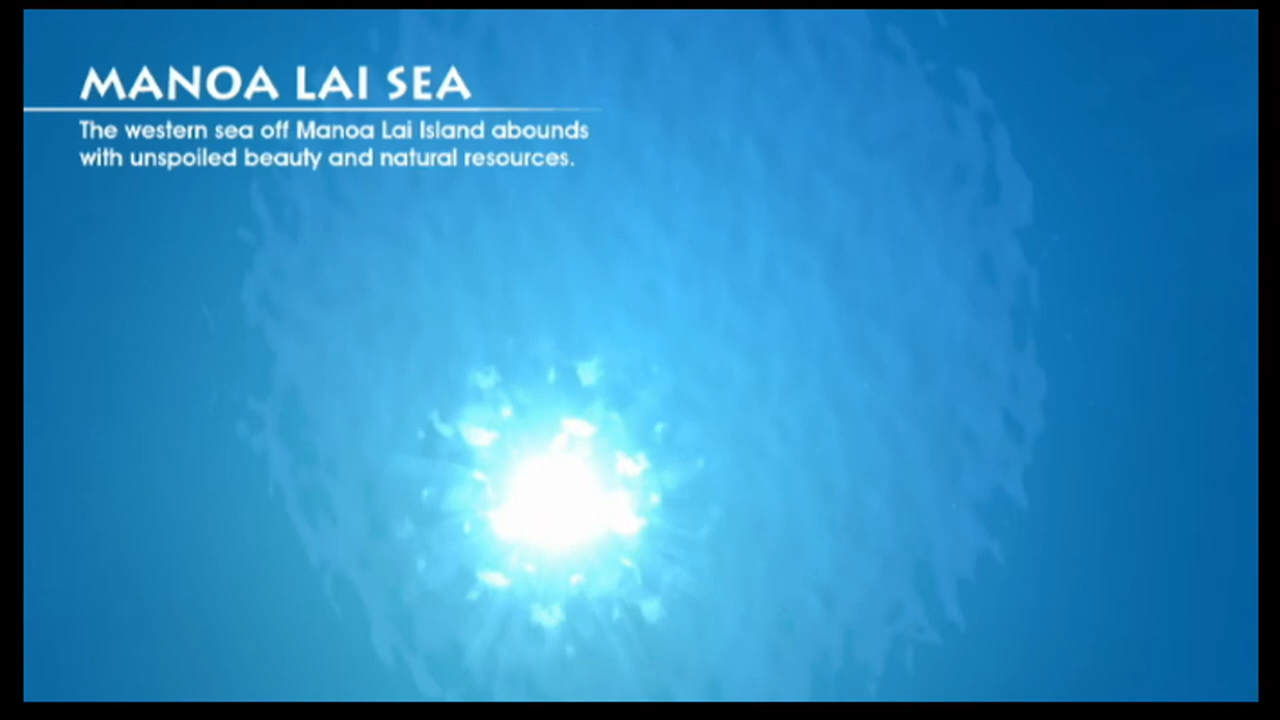 MANOA LAI SEA
The western sea off Manoa Lai Island abounds
with unspoiled beauty and natural resources.